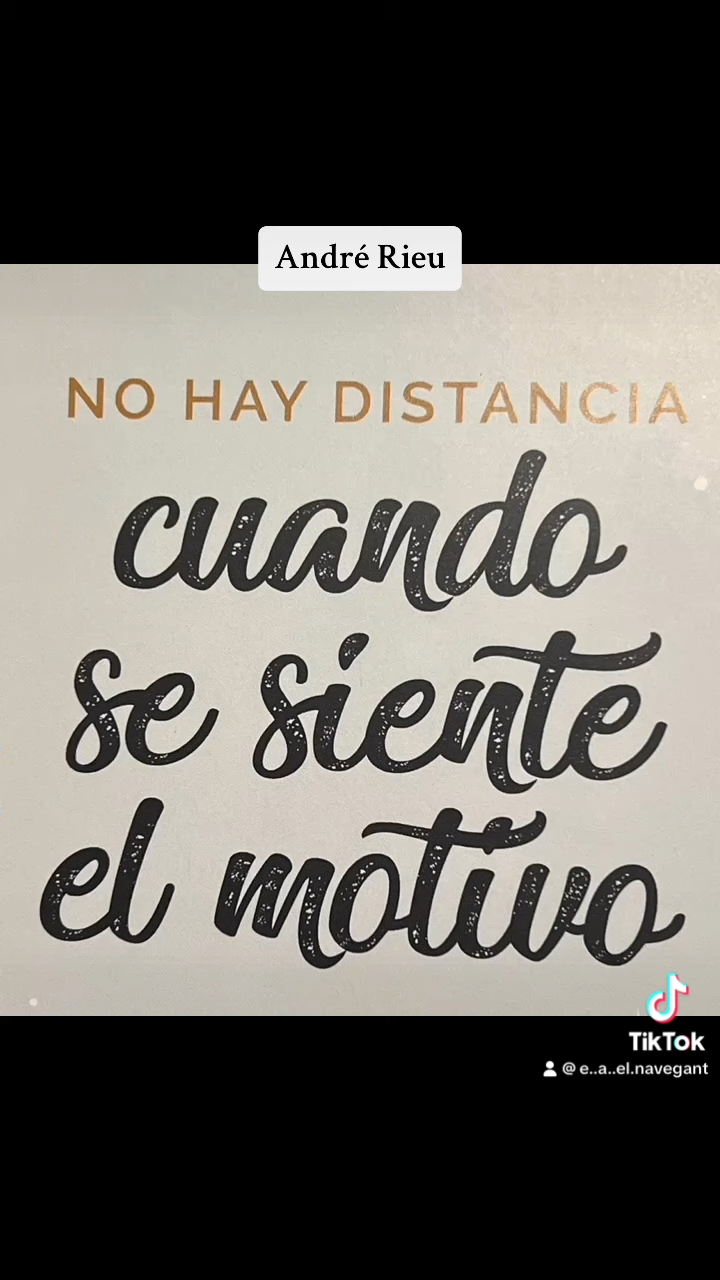 André Rieu
NO HAY DISTANCIA
cuando
se siente
el motivo
TikTok
@ e..a..el.navegant